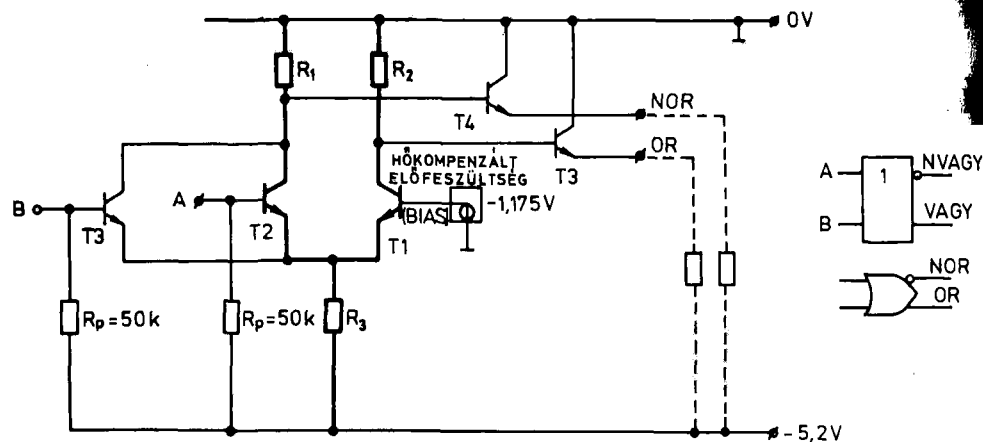 0V
R₁
R₂
T4
NOR
OR
T3
HŐKOMPENZÁLT
ELŐFESZÜLTSÉG
-1,175V
(BIAS)
B
T3
A
T2
T1
Rp=50k
Rp=50k
R₃
-5,2V
A
B
1
NVAGY
VAGY
NOR
OR